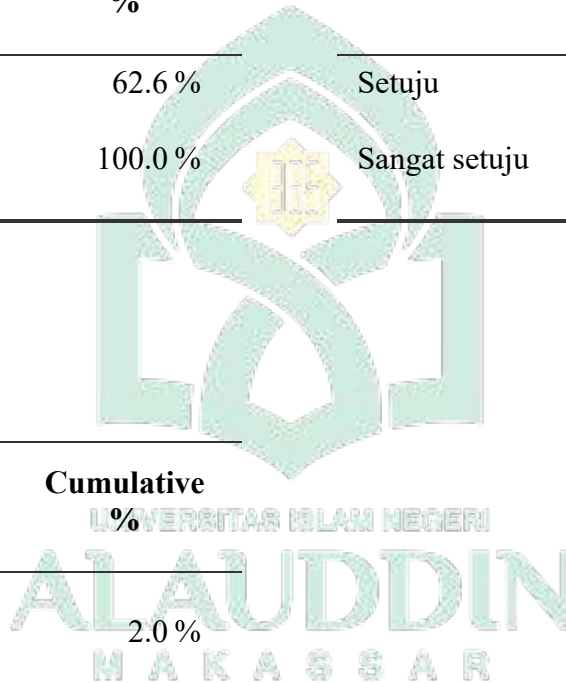 %
62.6 % Setuju
100.0 % Sangat setuju
Cumulative
%
UNIVERSITAS ISLAM NEGERI
ALAUDDIN
2.0 %
MAKASSAR